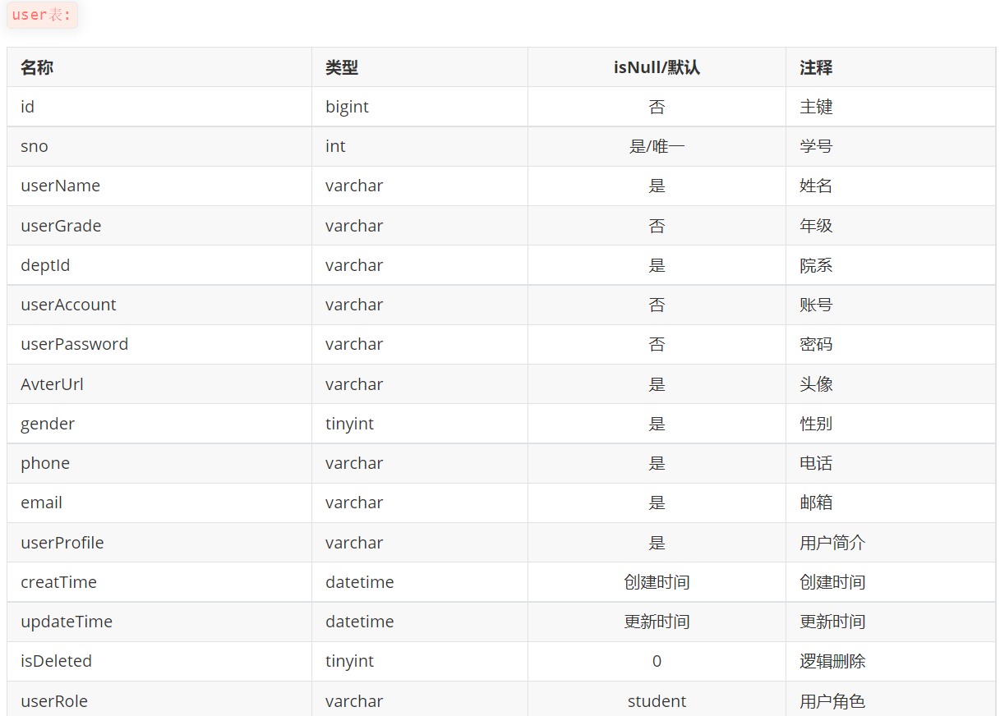 user表:
名称 类型 isNull/默认 注释
id bigint 否 主键
sno int 是/唯一 学号
userName varchar 是 姓名
userGrade varchar 否 年级
deptId varchar 是 院系
userAccount varchar 否 账号
userPassword varchar 否 密码
AvterUrl varchar 是 头像
gender tinyint 是 性别
phone varchar 是 电话
email varchar 是 邮箱
userProfile varchar 是 用户简介
creatTime datetime 创建时间 创建时间
updateTime datetime 更新时间 更新时间
isDeleted tinyint 0 逻辑删除
userRole varchar student 用户角色